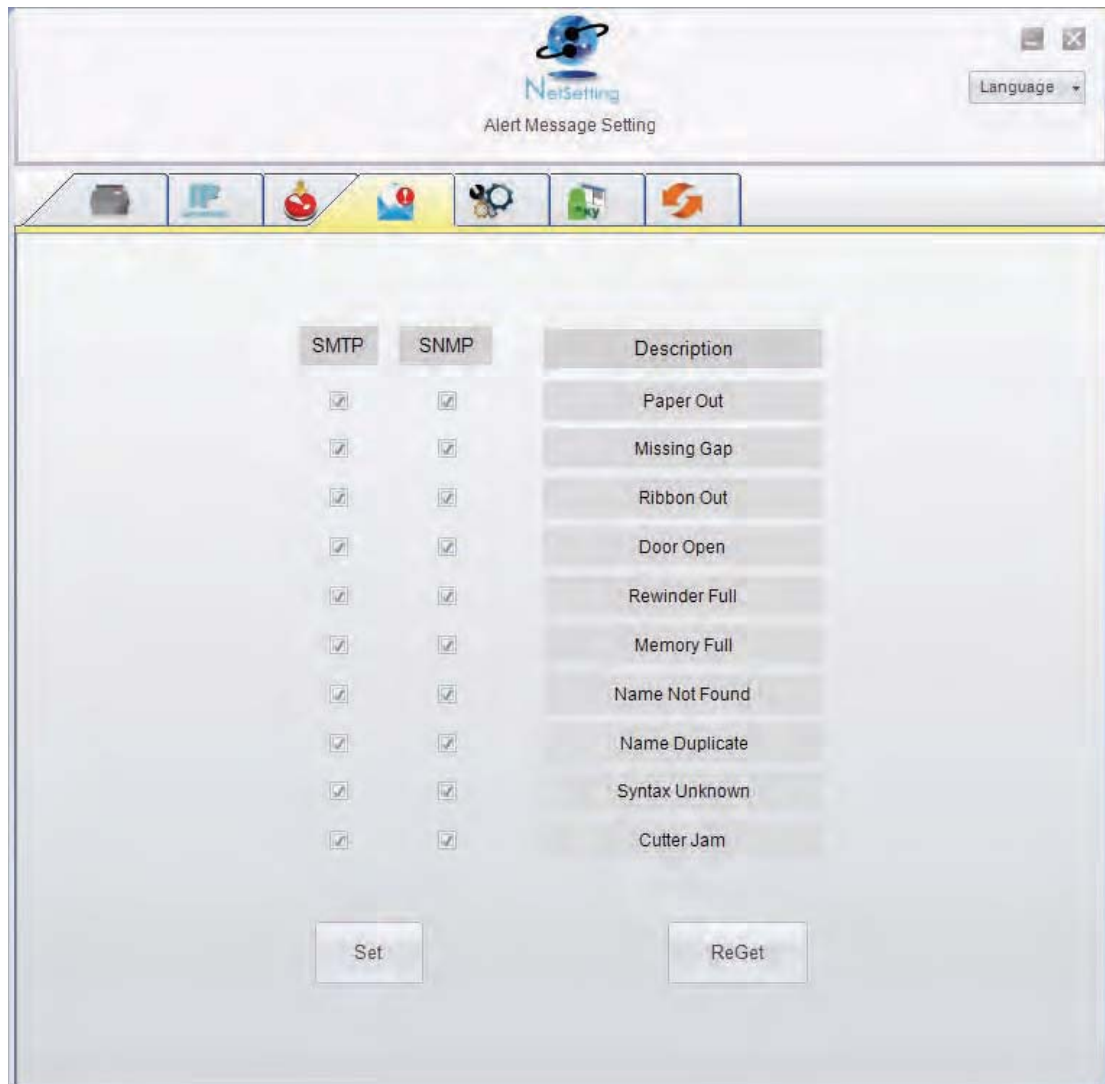 NetSetting
Language
Alert Message Setting
IP
SMTP SNMP Description
Paper Out
Missing Gap
Ribbon Out
Door Open
Rewinder Full
Memory Full
Name Not Found
Name Duplicate
Syntax Unknown
Cutter Jam
Set ReGet